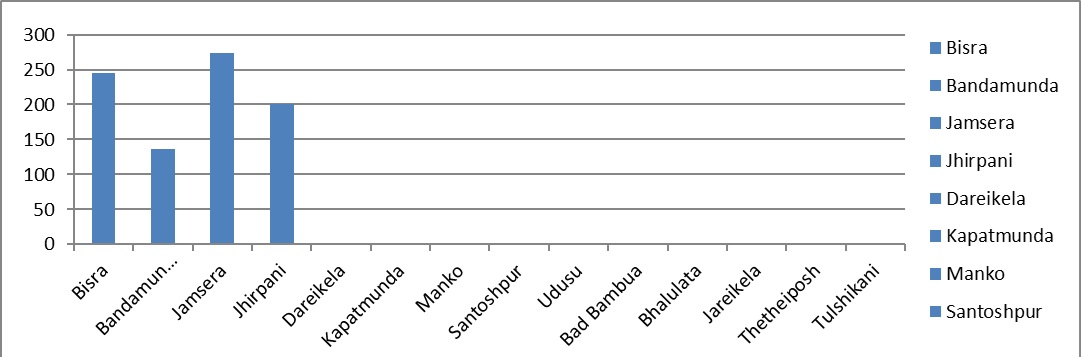 300
250
200
150
100
50
0
Bisra
Bandamun...
Jamsera
Jhirpani
Dareikela
Kapatmunda
Manko
Santoshpur
Udusu
Bad Bambua
Bhalulata
Jareikela
Thetheiposh
Tulshikani
Bisra
Bandamunda
Jamsera
Jhirpani
Dareikela
Kapatmunda
Manko
Santoshpur